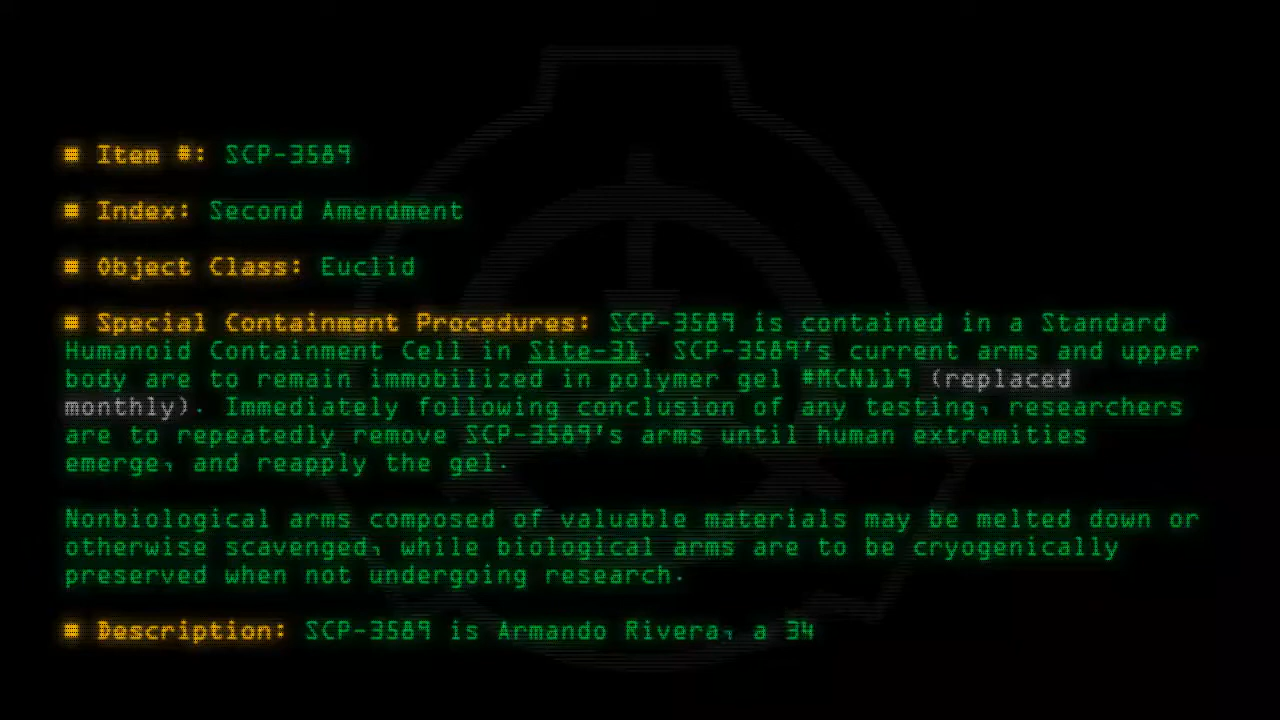 ■ Item #: SCP-3589
■ Index: Second Amendment
■ Object Class: Euclid
■ Special Containment Procedures: SCP-3589 is contained in a Standard
Humanoid Containment Cell in Site-31. SCP-3589's current arms and upper
body are to remain immobilized in polymer gel #MCN119 (replaced
monthly). Immediately following conclusion of any testing, researchers
are to repeatedly remove SCP-3589's arms until human extremities
emerge, and reapply the gel.
Nonbiological arms composed of valuable materials may be melted down or
otherwise scavenged, while biological arms are to be cryogenically
preserved when not undergoing research.
■ Description: SCP-3589 is Armando Rivera, a 34